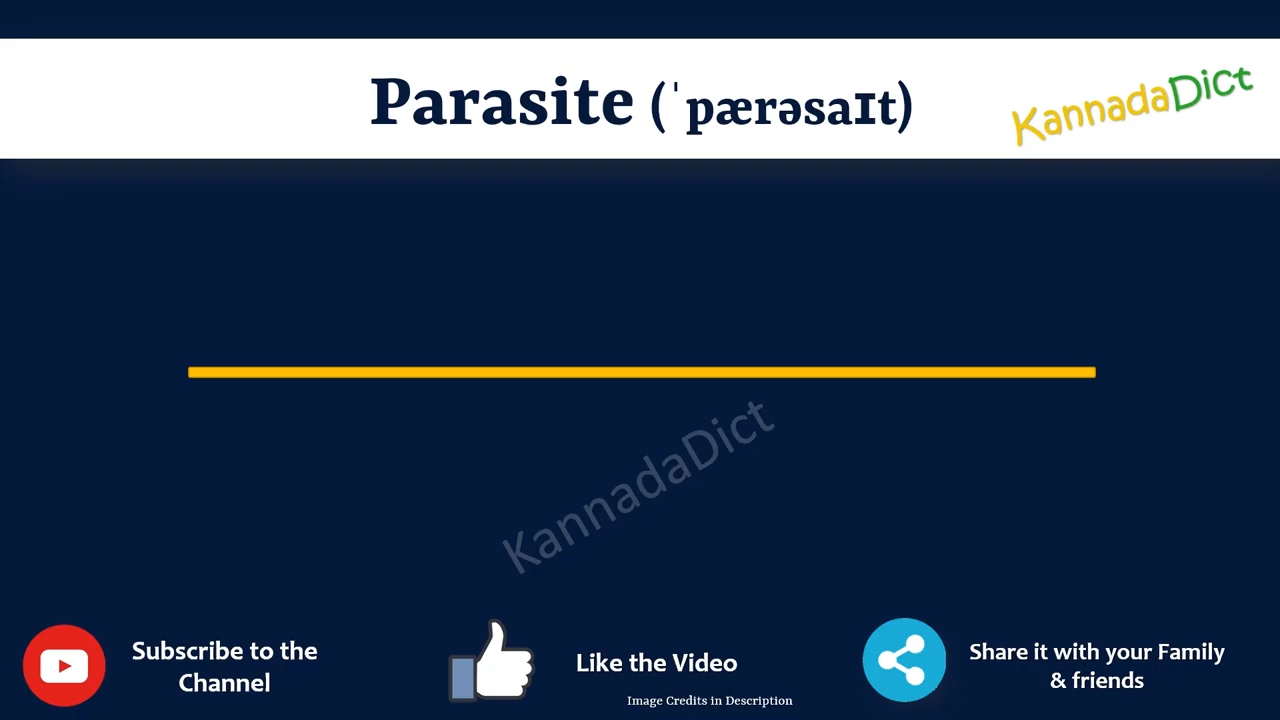 Parasite (ˈpærəsaɪt)
KannadaDict
KannadaDict
Subscribe to the
Channel
Like the Video
Share it with your Family
& friends
Image Credits in Description